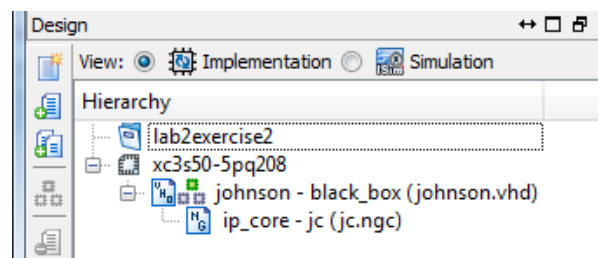 Design
View: Implementation Simulation
Hierarchy
lab2exercise2
xc3s50-5pq208
johnson - black_box (johnson.vhd)
ip_core - jc (jc.ngc)